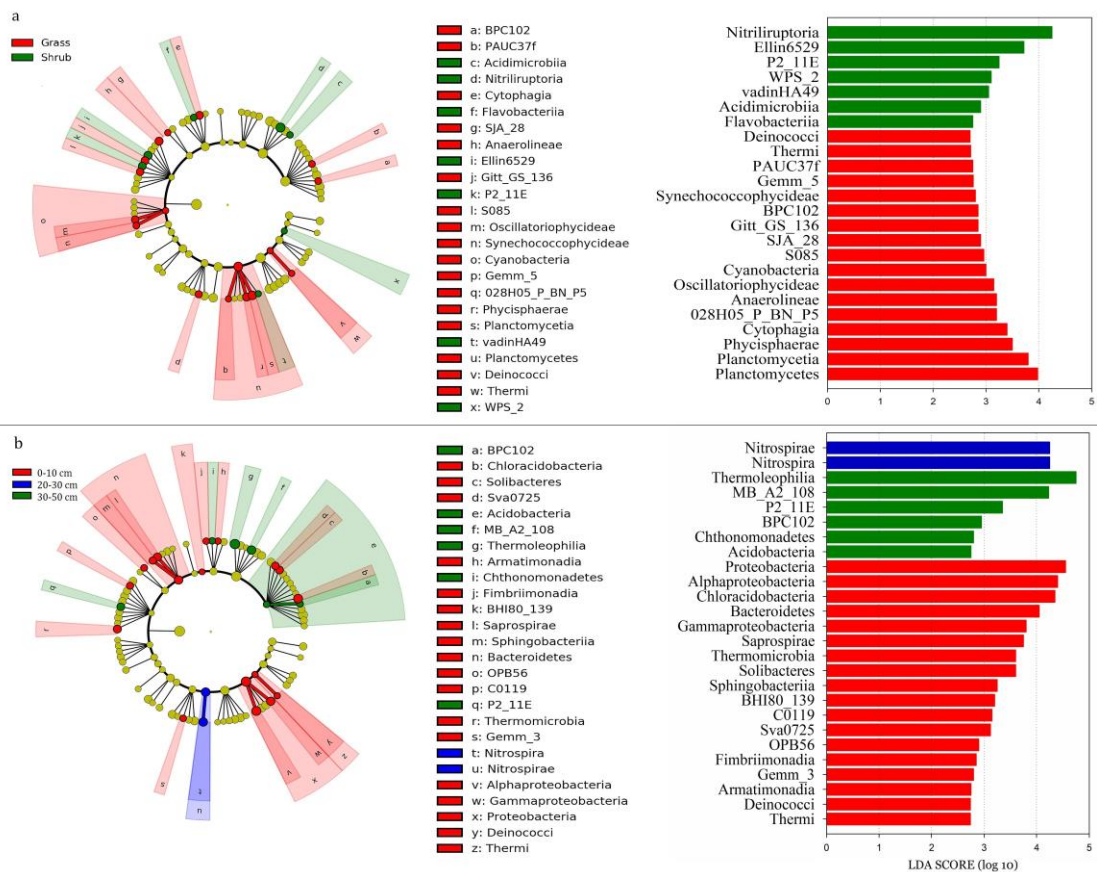 a
Grass
Shrub
a: BPC102
b: PAUC37f
c: Acidimicrobiia
d: Nitriliruptoria
e: Cytophagia
f: Flavobacteriia
g: SJA_28
h: Anaerolineae
i: Ellin6529
j: Gitt_GS_136
k: P2_11E
l: S085
m: Oscillatoriophycideae
n: Synechococcophycideae
o: Cyanobacteria
p: Gemm_5
q: 028H05_P_BN_P5
r: Phycisphaerae
s: Planctomycetia
t: vadinHA49
u: Planctomycetes
v: Deinococci
w: Thermi
x: WPS_2
Nitriliruptoria
Ellin6529
P2_11E
WPS_2
vadinHA49
Acidimicrobiia
Flavobacteriia
Deinococci
Thermi
PAUC37f
Gemm_5
Synechococcophycideae
BPC102
Gitt_GS_136
SJA_28
S085
Cyanobacteria
Oscillatoriophycideae
Anaerolineae
028H05_P_BN_P5
Cytophagia
Phycisphaerae
Planctomycetia
Planctomycetes
0 1 2 3 4 5
b
0-10 cm
20-30 cm
30-50 cm
a: BPC102
b: Chloracidobacteria
c: Solibacteres
d: Sva0725
e: Acidobacteria
f: MB_A2_108
g: Thermoleophilia
h: Armatimonadia
i: Chthonomonadetes
j: Fimbriimonadia
k: BHI80_139
l: Saprospirae
m: Sphingobacteriia
n: Bacteroidetes
o: OPB56
p: C0119
q: P2_11E
r: Thermomicrobia
s: Gemm_3
t: Nitrospira
u: Nitrospirae
v: Alphaproteobacteria
w: Gammaproteobacteria
x: Proteobacteria
y: Deinococci
z: Thermi
Nitrospirae
Nitrospira
Thermoleophilia
MB_A2_108
P2_11E
BPC102
Chthonomonadetes
Acidobacteria
Proteobacteria
Alphaproteobacteria
Chloracidobacteria
Bacteroidetes
Gammaproteobacteria
Saprospirae
Thermomicrobia
Solibacteres
Sphingobacteriia
BHI80_139
C0119
Sva0725
OPB56
Fimbriimonadia
Gemm_3
Armatimonadia
Deinococci
Thermi
0 1 2 3 4 5
LDA SCORE (log 10)